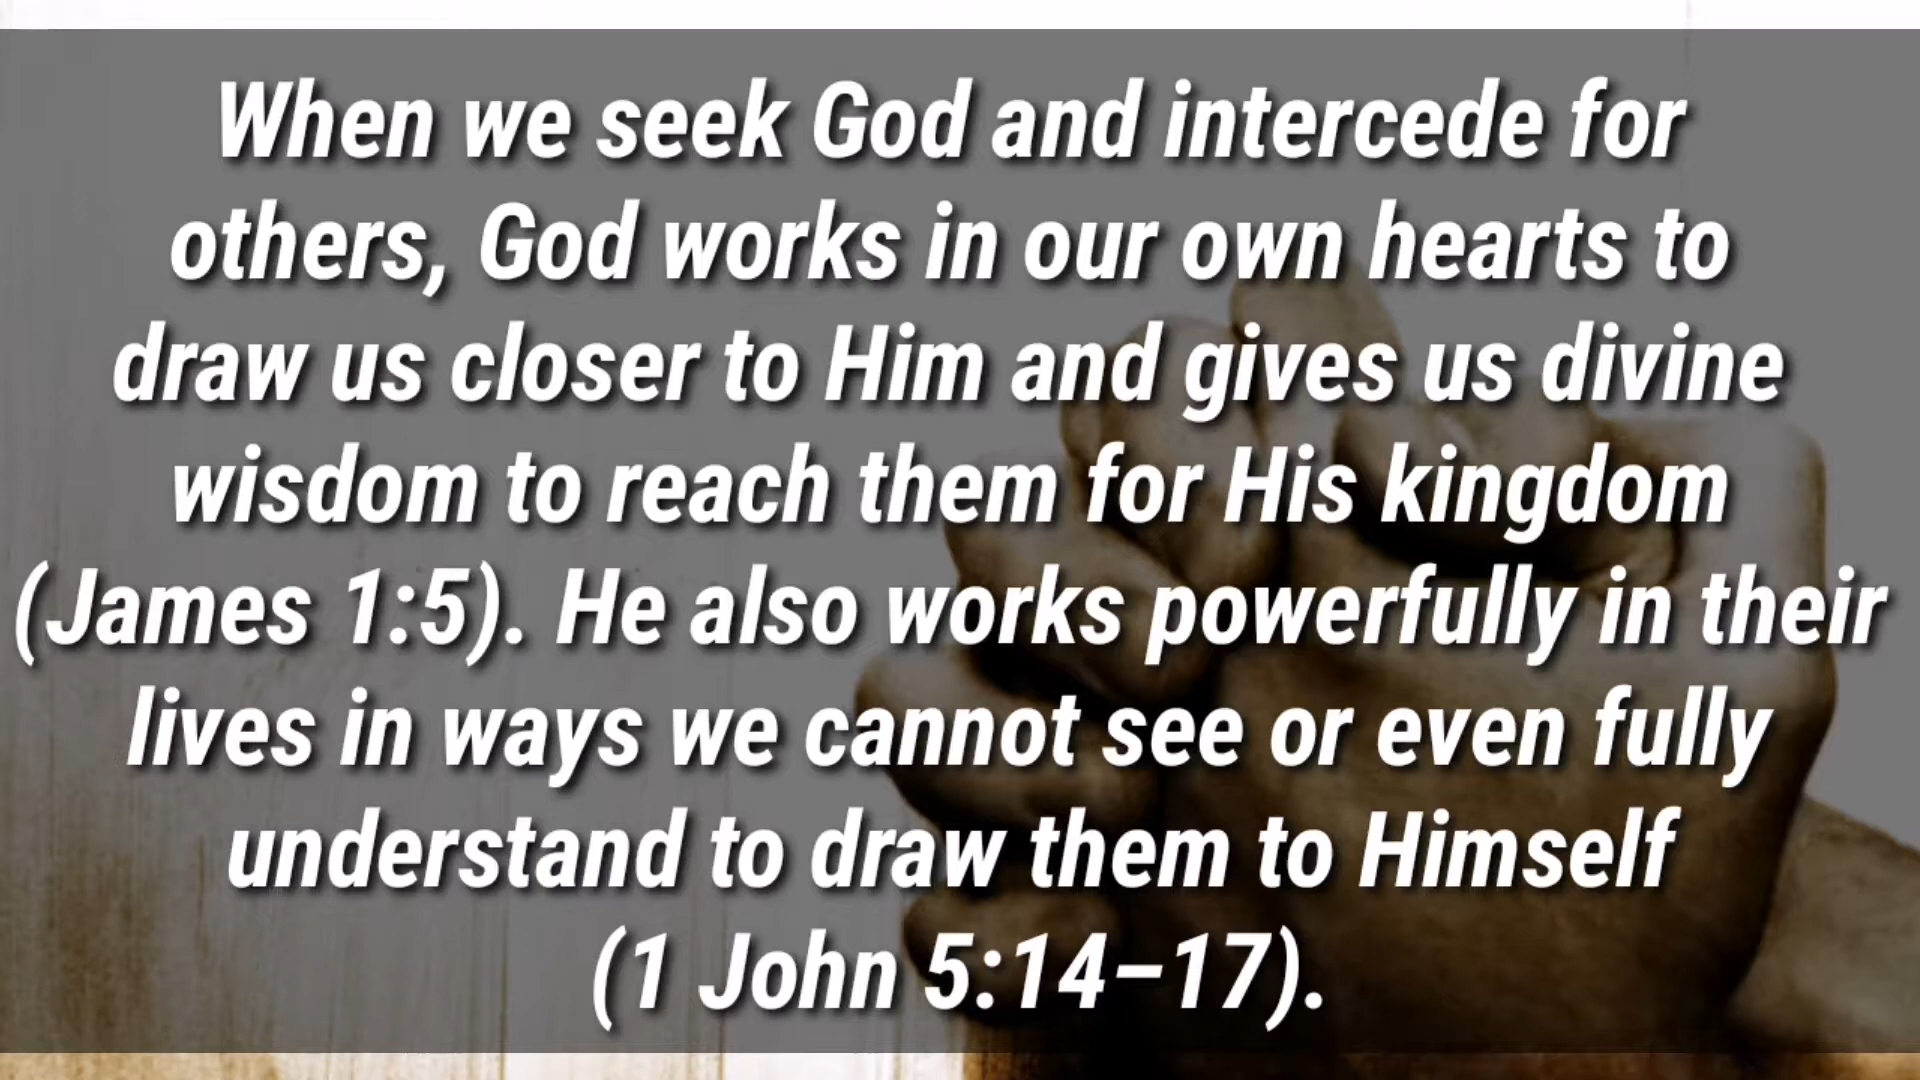 When we seek God and intercede for
others, God works in our own hearts to
draw us closer to Him and gives us divine
wisdom to reach them for His kingdom
(James 1:5). He also works powerfully in their
lives in ways we cannot see or even fully
understand to draw them to Himself
(1 John 5:14–17).